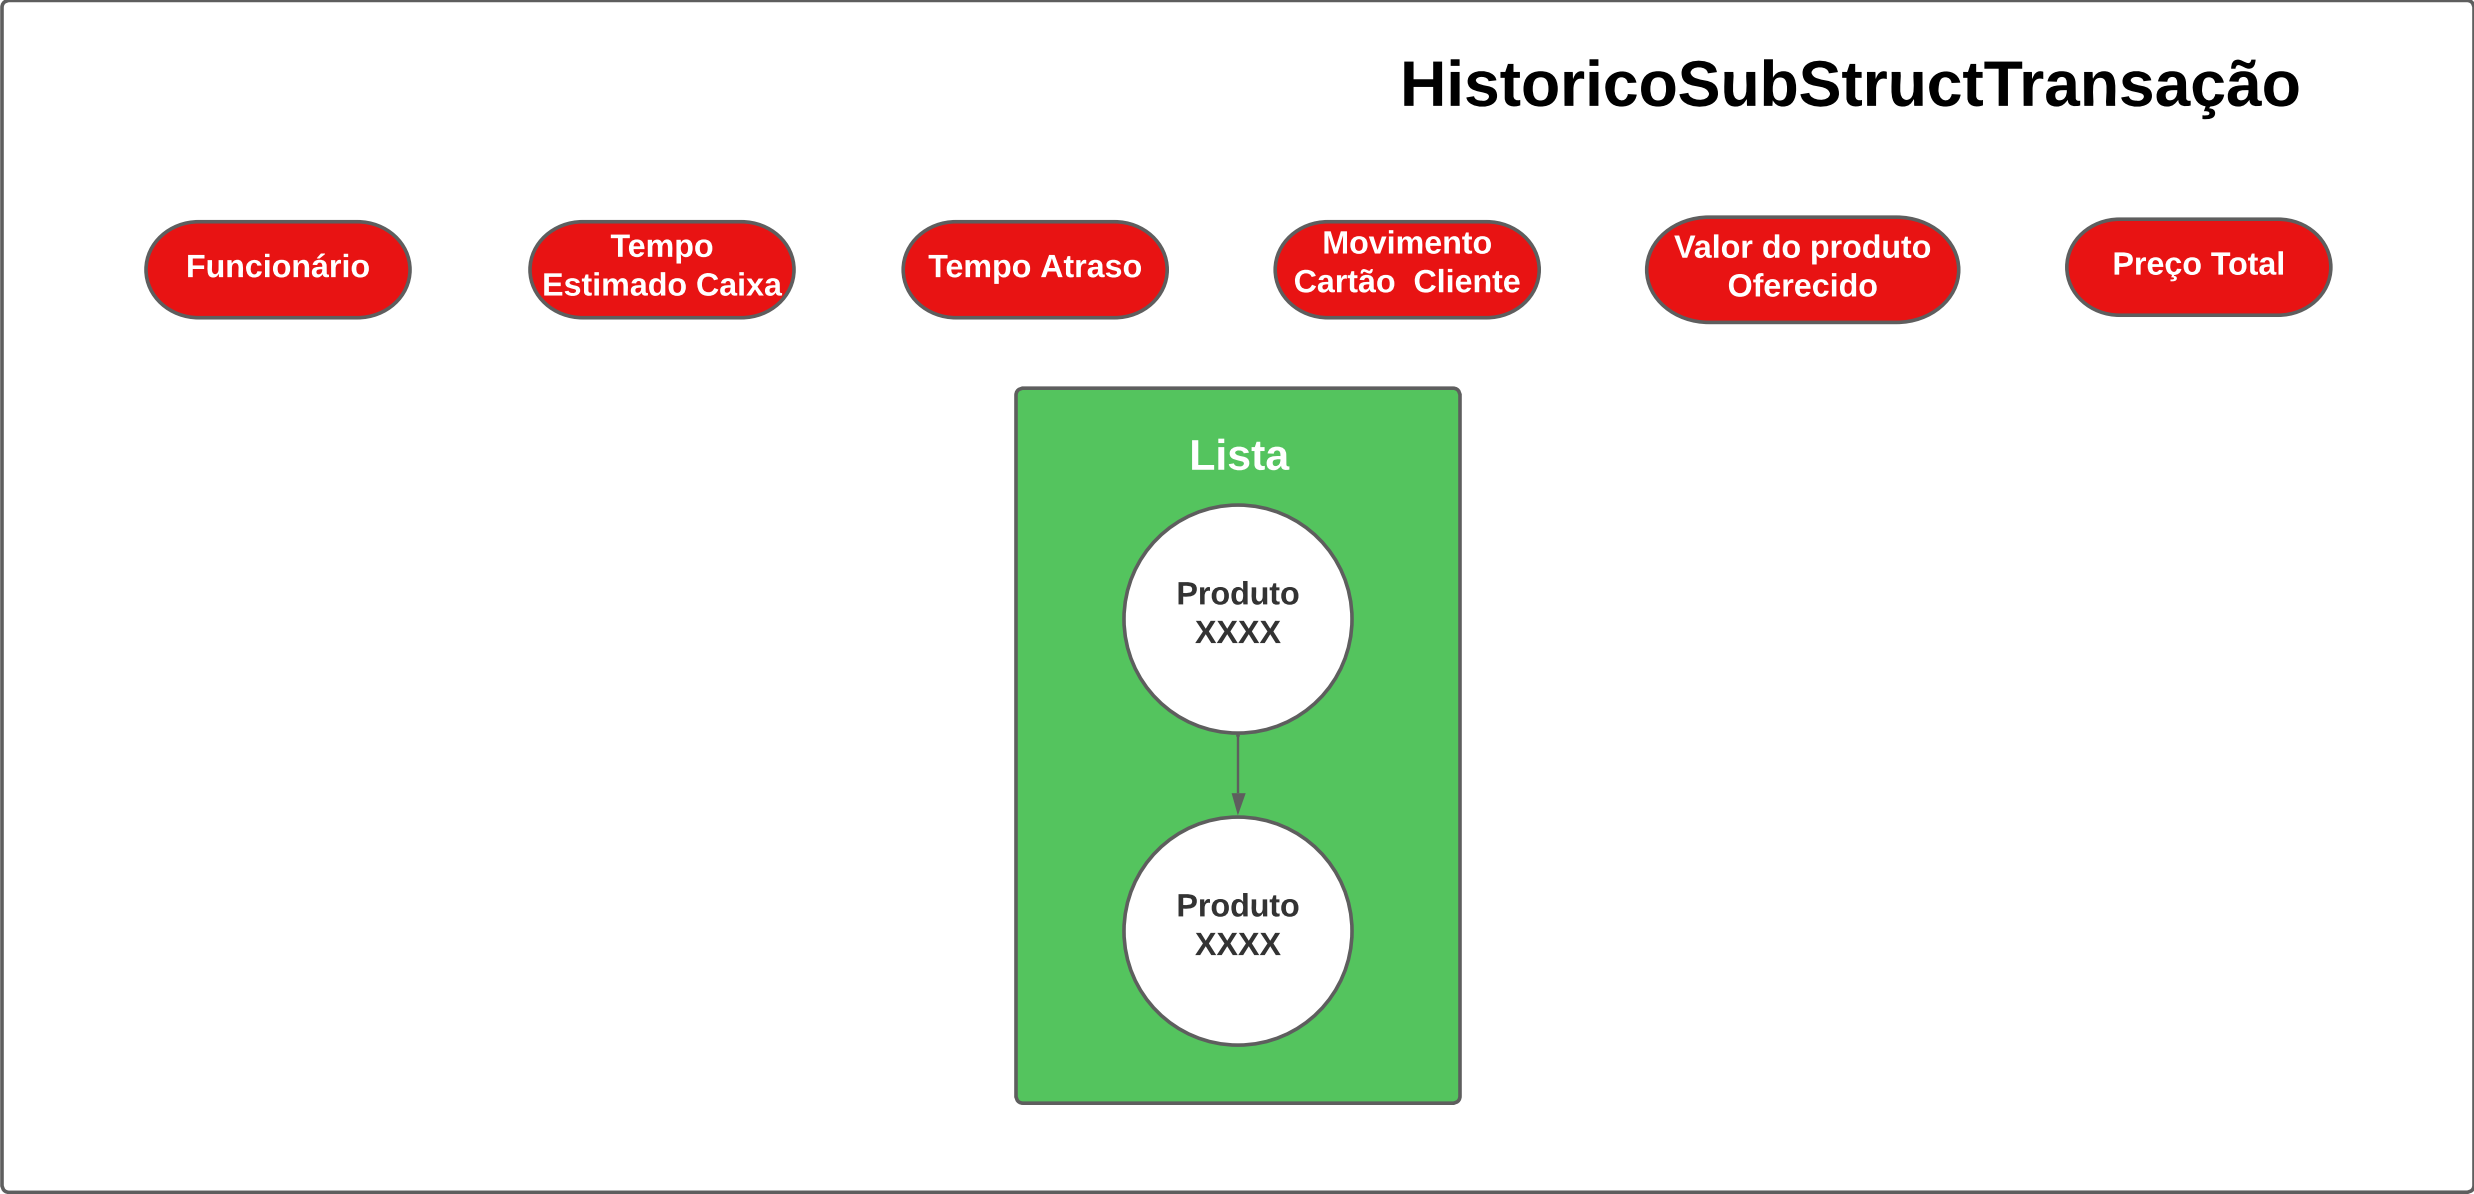 HistoricoSubStructTransação
Funcionário
Tempo
Estimado Caixa
Tempo Atraso
Movimento
Cartão  Cliente
Valor do produto
Oferecido
Preço Total
Lista
Produto
XXXX
Produto
XXXX